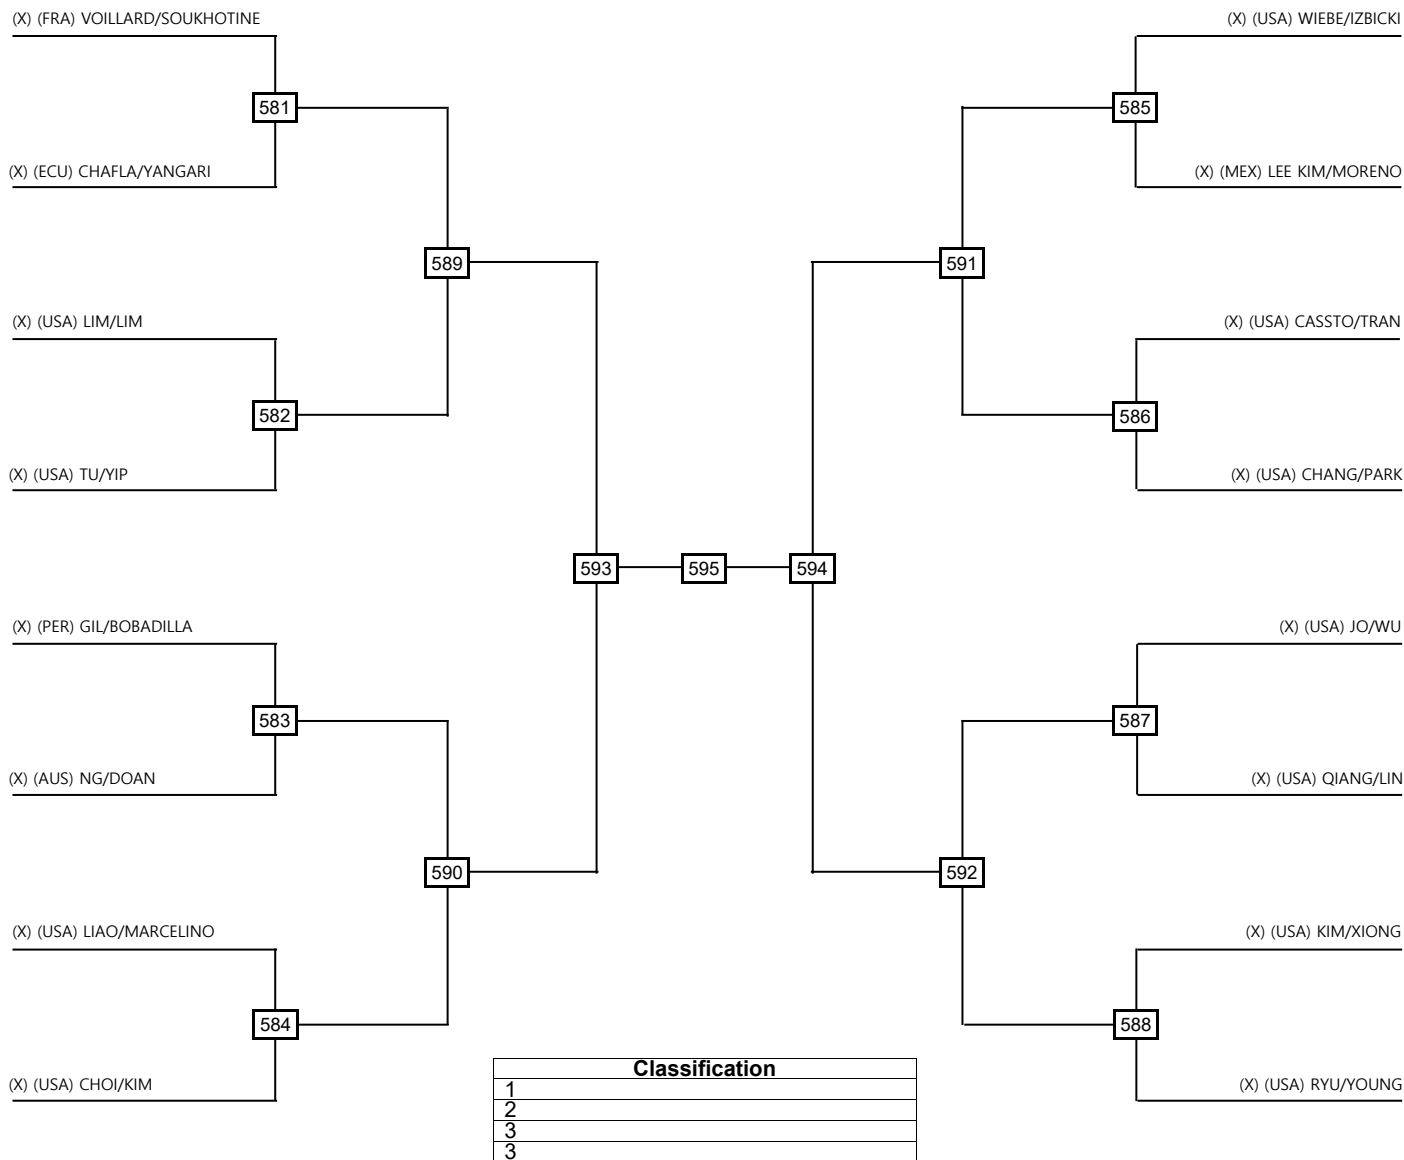 (X) (FRA) VOILLARD/SOUKHOTINE
(X) (USA) WIEBE/IZBICKI
581
585
(X) (ECU) CHAFLA/YANGARI
(X) (MEX) LEE KIM/MORENO
589
591
(X) (USA) LIM/LIM
(X) (USA) CASSTO/TRAN
582
586
(X) (USA) TU/YIP
(X) (USA) CHANG/PARK
593
595
594
(X) (PER) GIL/BOBADILLA
(X) (USA) JO/WU
583
587
(X) (AUS) NG/DOAN
(X) (USA) QIANG/LIN
590
592
(X) (USA) LIAO/MARCELINO
(X) (USA) KIM/XIONG
584
588
(X) (USA) CHOI/KIM
(X) (USA) RYU/YOUNG
Classification
1
2
3
3